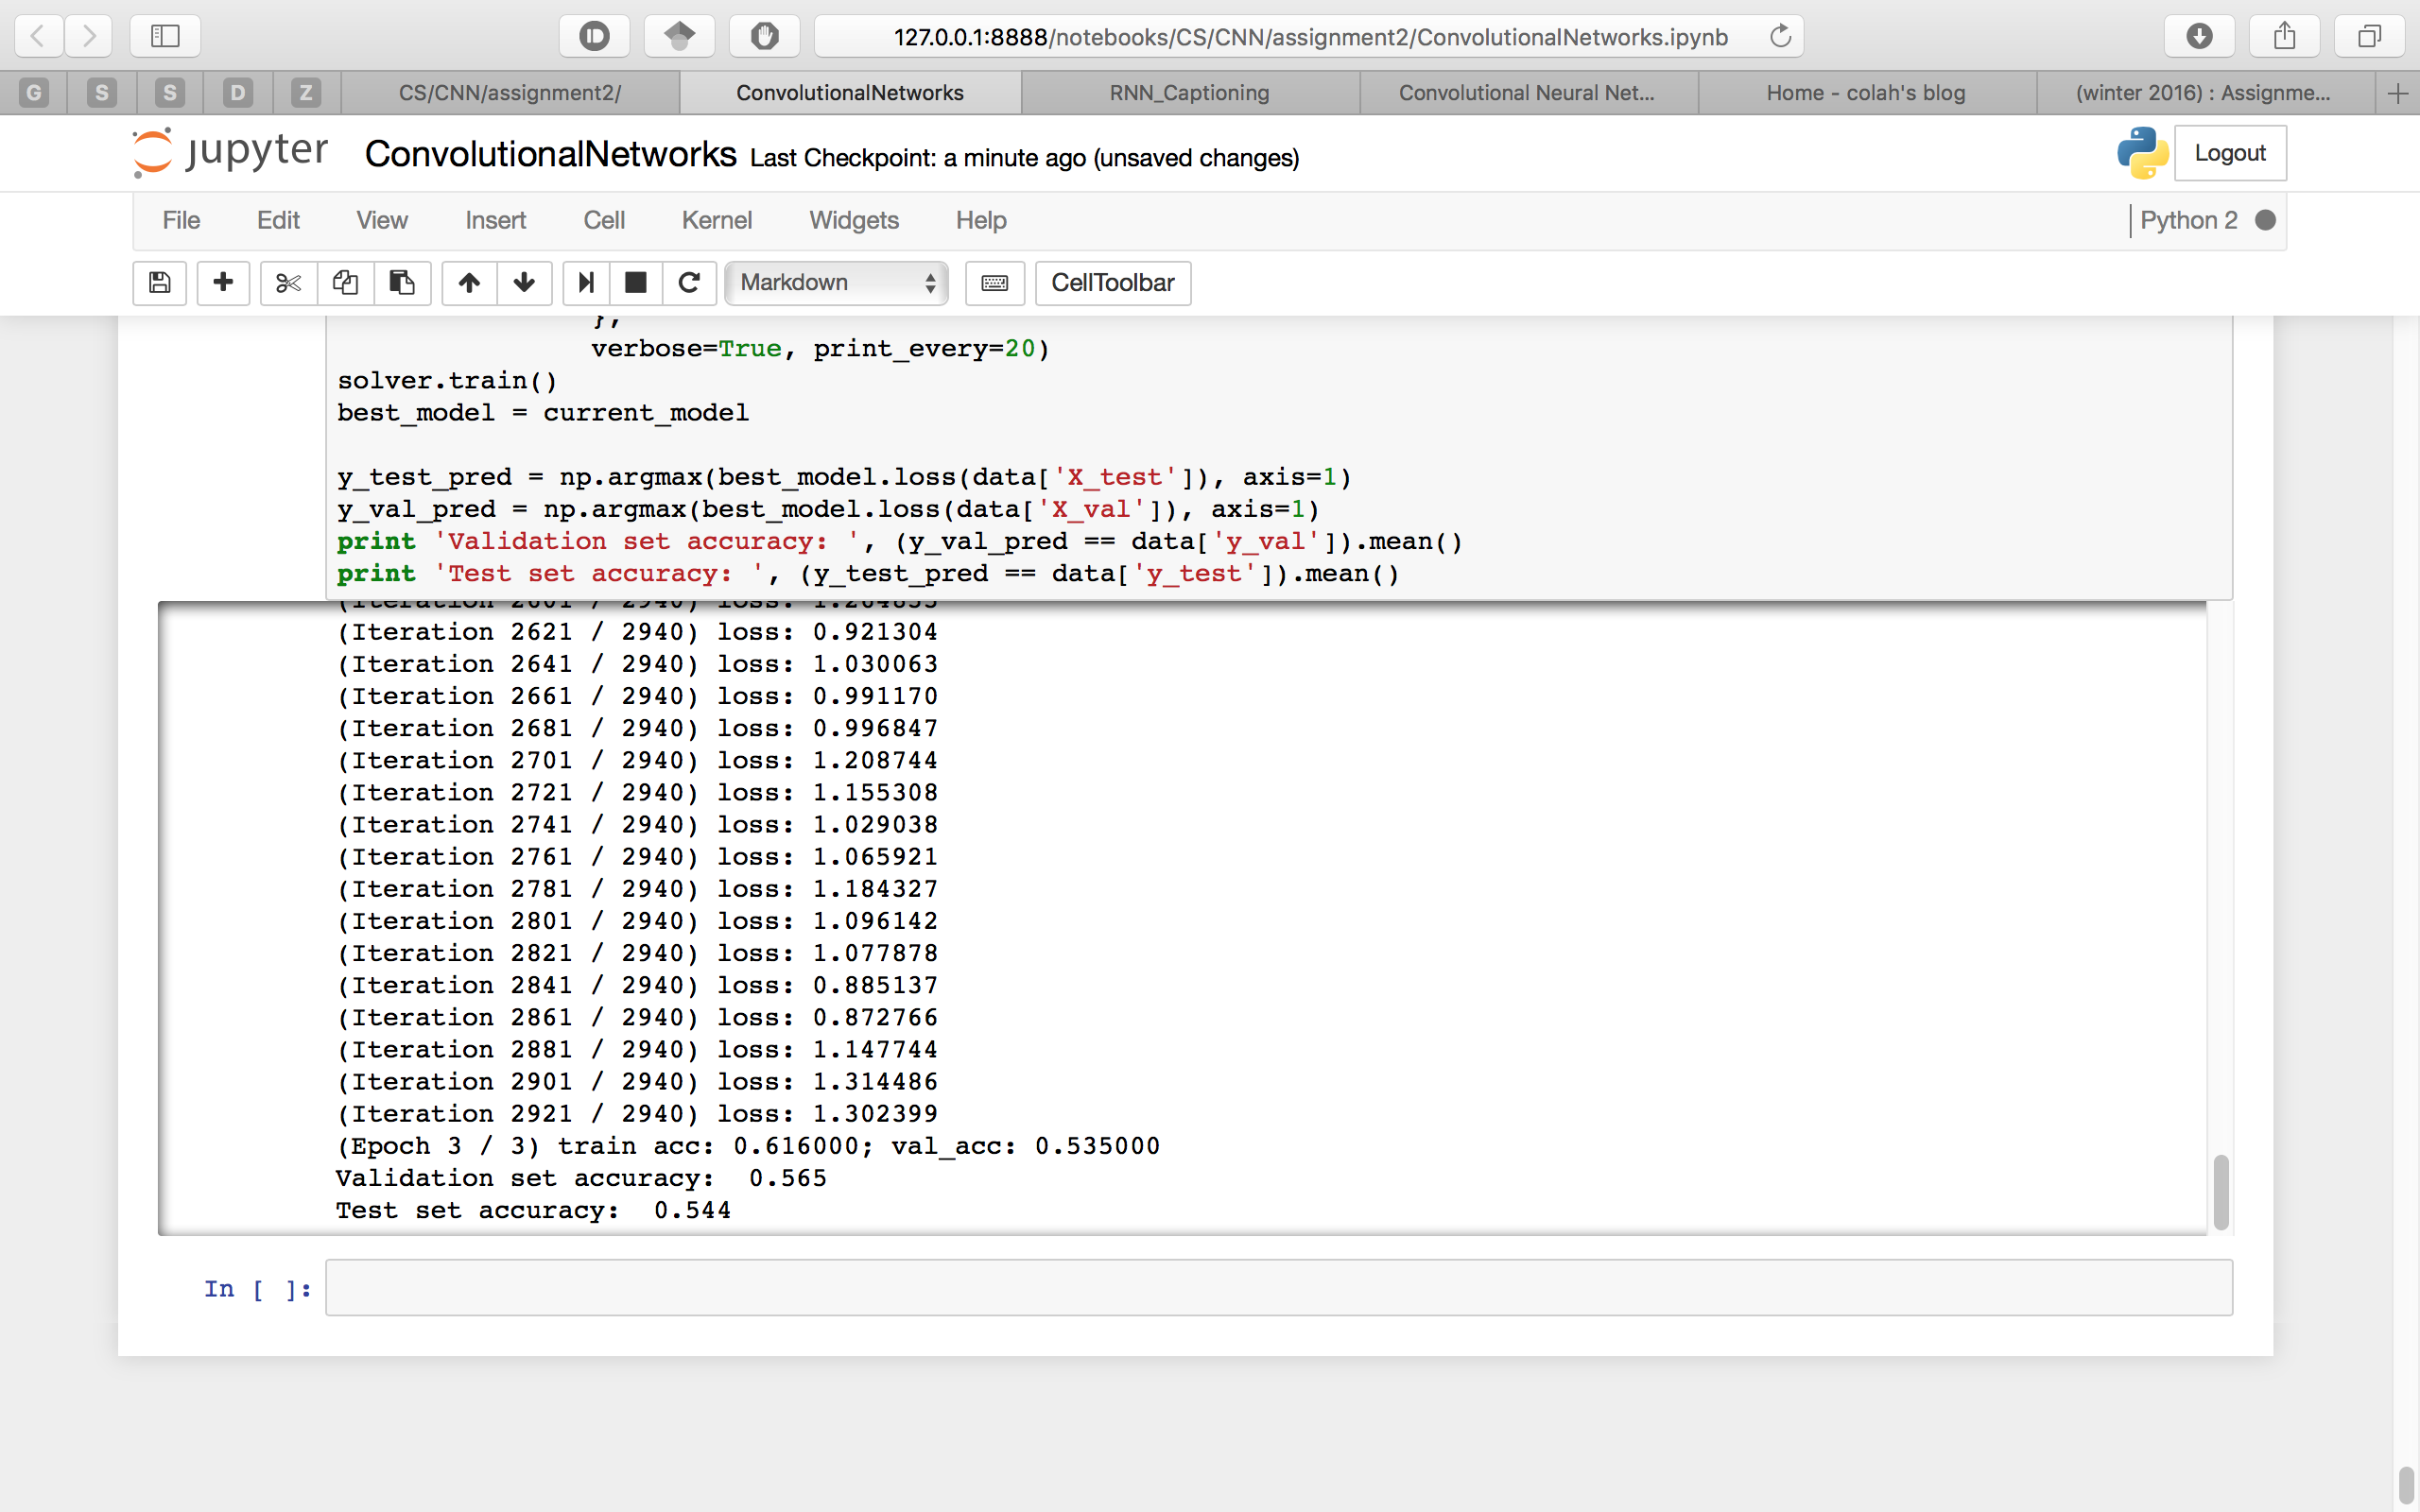 127.0.0.1:8888/notebooks/CS/CNN/assignment2/ConvolutionalNetworks.ipynb
G S S D Z CS/CNN/assignment2/ ConvolutionalNetworks RNN_Captioning Convolutional Neural Net... Home - colah's blog (winter 2016) : Assignme...
jupyter ConvolutionalNetworks Last Checkpoint: a minute ago (unsaved changes) Logout
File Edit View Insert Cell Kernel Widgets Help Python 2
Markdown CellToolbar
},
verbose=True, print_every=20)
solver.train()
best_model = current_model
y_test_pred = np.argmax(best_model.loss(data['X_test']), axis=1)
y_val_pred = np.argmax(best_model.loss(data['X_val']), axis=1)
print 'Validation set accuracy: ', (y_val_pred == data['y_val']).mean()
print 'Test set accuracy: ', (y_test_pred == data['y_test']).mean()
(Iteration 2601 / 2940) loss:
(Iteration 2621 / 2940) loss: 0.921304
(Iteration 2641 / 2940) loss: 1.030063
(Iteration 2661 / 2940) loss: 0.991170
(Iteration 2681 / 2940) loss: 0.996847
(Iteration 2701 / 2940) loss: 1.208744
(Iteration 2721 / 2940) loss: 1.155308
(Iteration 2741 / 2940) loss: 1.029038
(Iteration 2761 / 2940) loss: 1.065921
(Iteration 2781 / 2940) loss: 1.184327
(Iteration 2801 / 2940) loss: 1.096142
(Iteration 2821 / 2940) loss: 1.077878
(Iteration 2841 / 2940) loss: 0.885137
(Iteration 2861 / 2940) loss: 0.872766
(Iteration 2881 / 2940) loss: 1.147744
(Iteration 2901 / 2940) loss: 1.314486
(Iteration 2921 / 2940) loss: 1.302399
(Epoch 3 / 3) train acc: 0.616000; val_acc: 0.535000
Validation set accuracy:  0.565
Test set accuracy:  0.544
In [ ]: